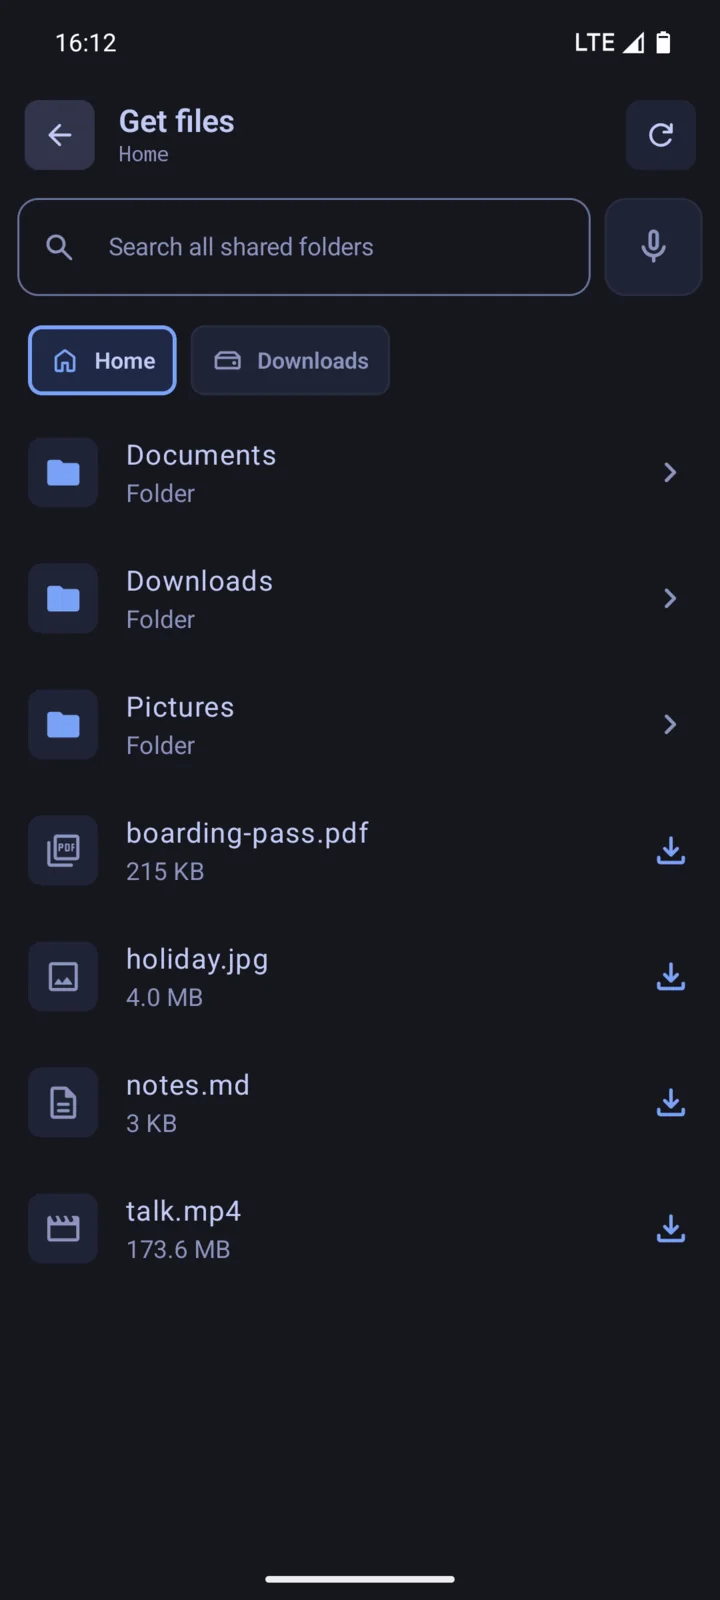 16:12
LTE
Get files
Home
Search all shared folders
Home
Downloads
Documents
Folder
Downloads
Folder
Pictures
Folder
PDF
boarding-pass.pdf
215 KB
holiday.jpg
4.0 MB
notes.md
3 KB
talk.mp4
173.6 MB